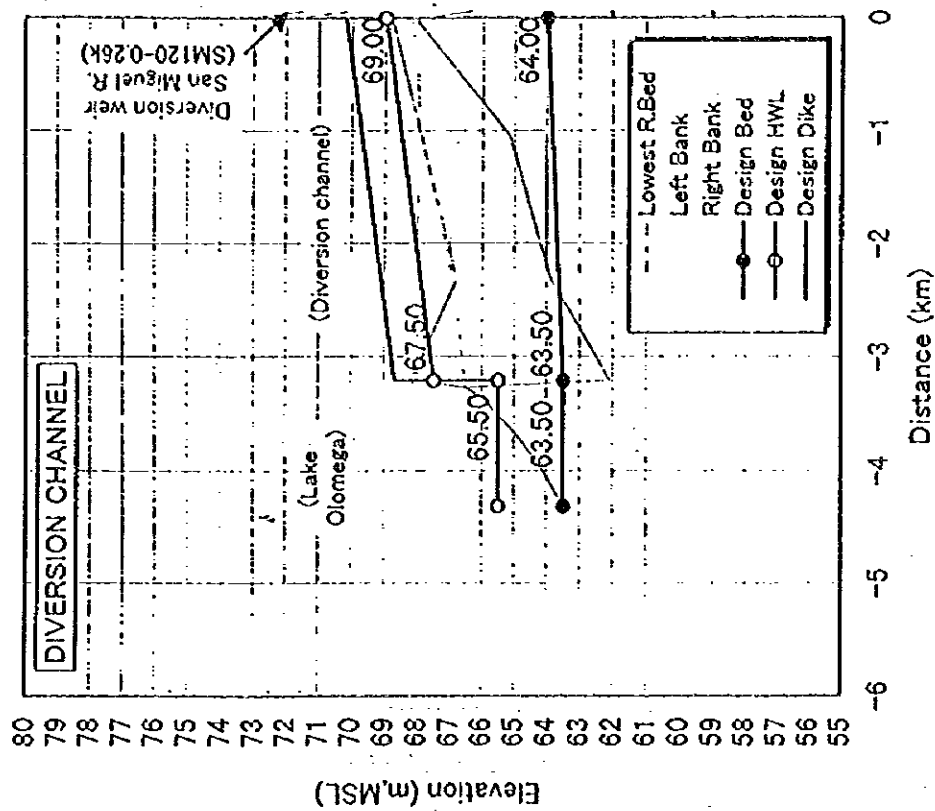 DIVERSION CHANNEL
Diversion weir
San Miguel R.
(SM120-0.26k)
(Lake
Olomega)
(Diversion channel)
69.00
67.50
65.50
64.00
63.50
63.50
Lowest R.Bed
Left Bank
Right Bank
Design Bed
Design HWL
Design Dike
Elevation (m,MSL)
80
79
78
77
76
75
74
73
72
71
70
69
68
67
66
65
64
63
62
61
60
59
58
57
56
55
-6
-5
-4
-3
-2
-1
0
Distance (km)